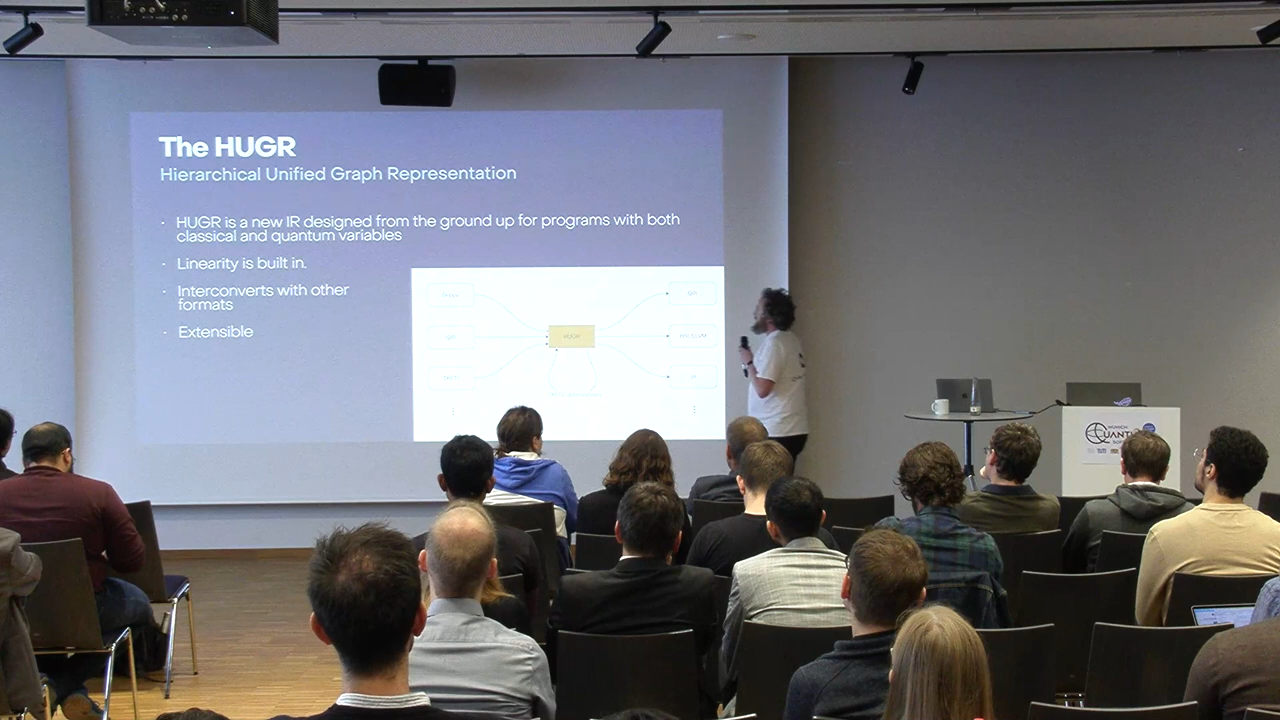 The HUGR
Hierarchical Unified Graph Representation
· HUGR is a new IR designed from the ground up for programs with both
classical and quantum variables
· Linearity is built in.
· Interconverts with other
formats
· Extensible
HUGR